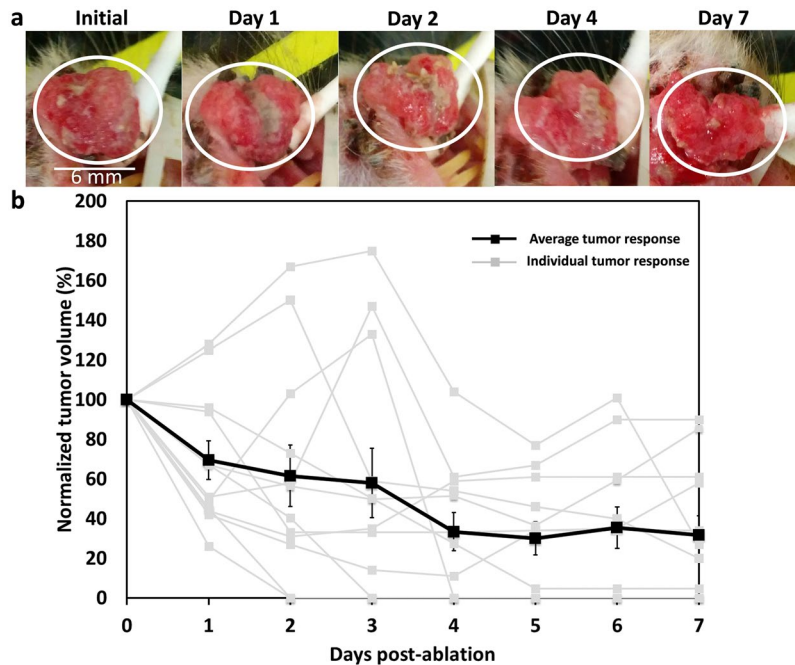 a
Initial
Day 1
Day 2
Day 4
Day 7
6 mm
b
200
180
160
140
120
100
80
60
40
20
0
Normalized tumor volume (%)
Average tumor response
Individual tumor response
0 1 2 3 4 5 6 7
Days post-ablation